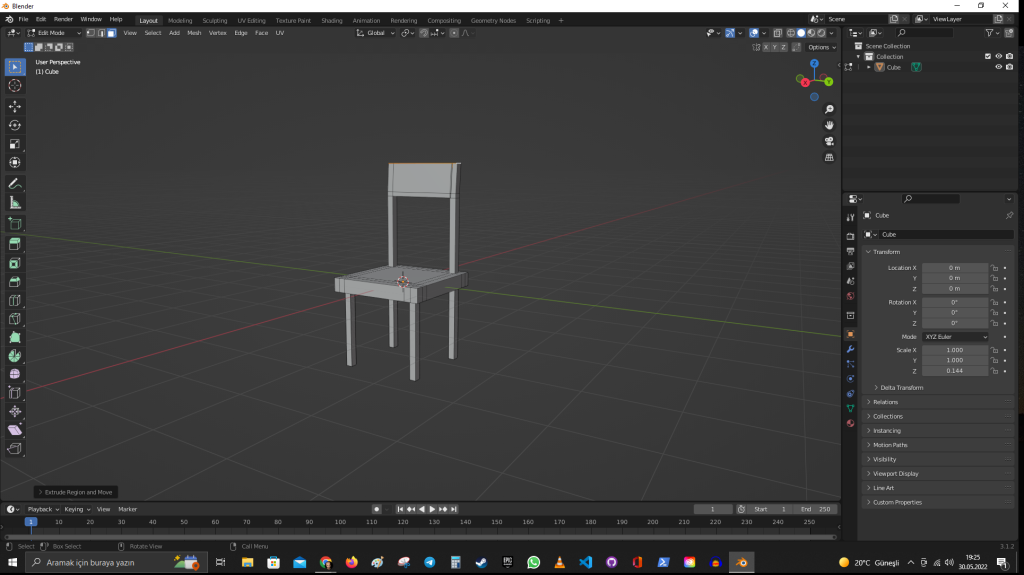 Blender
File Edit Render Window Help Layout Modeling Sculpting UV Editing Texture Paint Shading Animation Rendering Compositing Geometry Nodes Scripting + Scene ViewLayer
Edit Mode View Select Add Mesh Vertex Edge Face UV Global
X Y Z Options
User Perspective
(1) Cube
Z
X
Y
Scene Collection
Collection
Cube
Cube
Cube
Transform
Location X 0 m
Y 0 m
Z 0 m
Rotation X 0°
Y 0°
Z 0°
Mode XYZ Euler
Scale X 1.000
Y 1.000
Z 0.144
Delta Transform
Relations
Collections
Instancing
Motion Paths
Visibility
Viewport Display
Line Art
Custom Properties
Extrude Region and Move
Playback Keying View Marker 1 Start 1 End 250
1 10 20 30 40 50 60 70 80 90 100 110 120 130 140 150 160 170 180 190 200 210 220 230 240 250
Select Box Select Rotate View Call Menu 3.1.2
Aramak için buraya yazın EPIC 20°C Güneşli 19:25
30.05.2022